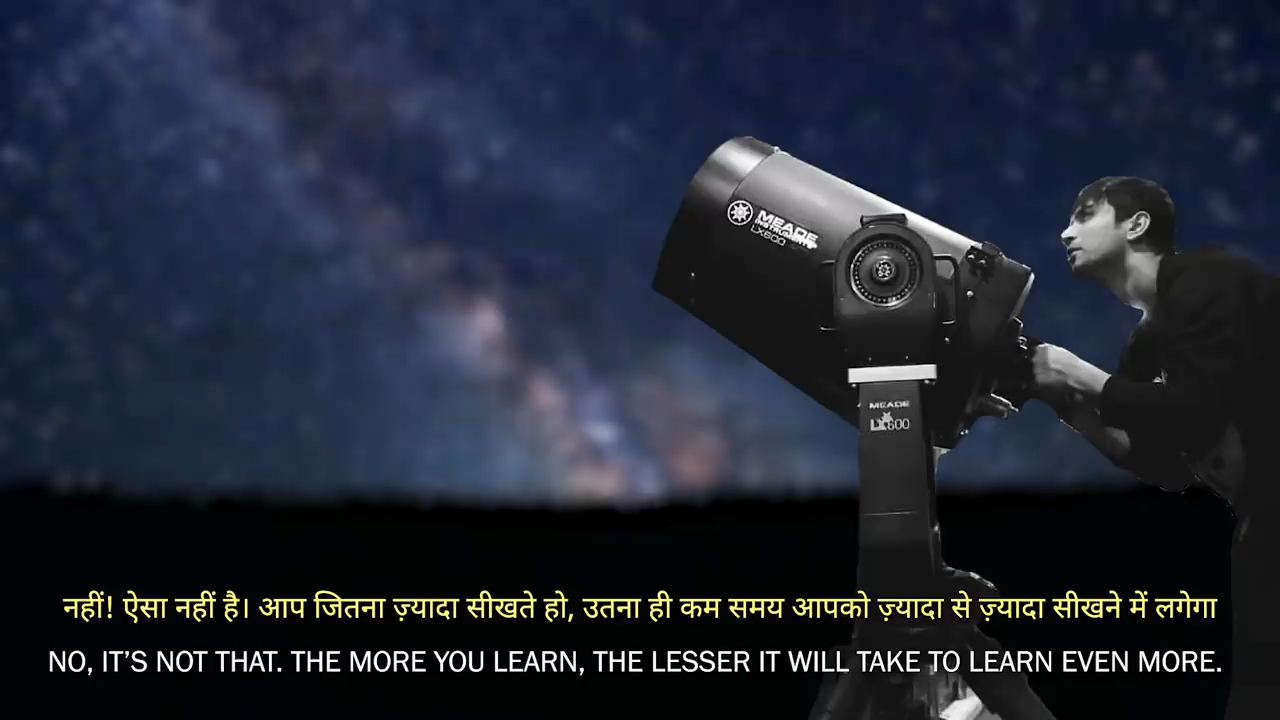 MEADE
INSTRUMENTS
LX600
MEADE
LX600
नहीं! ऐसा नहीं है। आप जितना ज़्यादा सीखते हो, उतना ही कम समय आपको ज़्यादा से ज़्यादा सीखने में लगेगा
NO, IT’S NOT THAT. THE MORE YOU LEARN, THE LESSER IT WILL TAKE TO LEARN EVEN MORE.